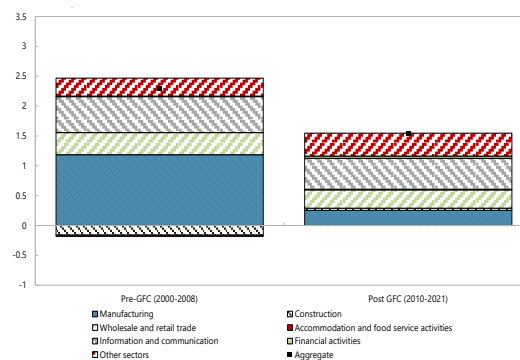 3.5
3
2.5
2
1.5
1
0.5
0
-0.5
-1
Pre-GFC (2000-2008) Post GFC (2010-2021)
Manufacturing Construction
Wholesale and retail trade Accommodation and food service activities
Information and communication Financial activities
Other sectors Aggregate